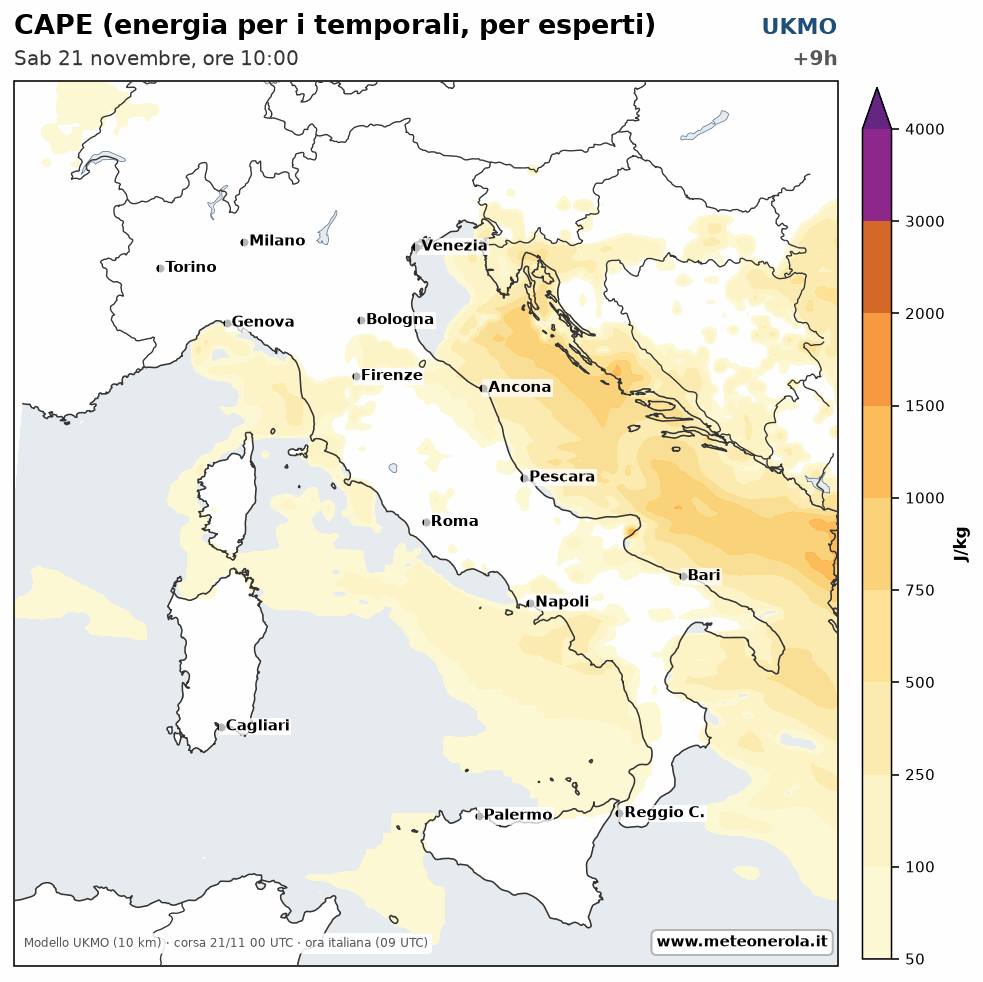 CAPE (energia per i temporali, per esperti)
UKMO
Sab 21 novembre, ore 10:00
+9h
4000
3000
2000
1500
1000
750
500
250
100
50
J/kg
Milano
Venezia
Torino
Genova
Bologna
Firenze
Ancona
Pescara
Roma
Bari
Napoli
Cagliari
Palermo
Reggio C.
Modello UKMO (10 km) · corsa 21/11 00 UTC · ora italiana (09 UTC)
www.meteonerola.it